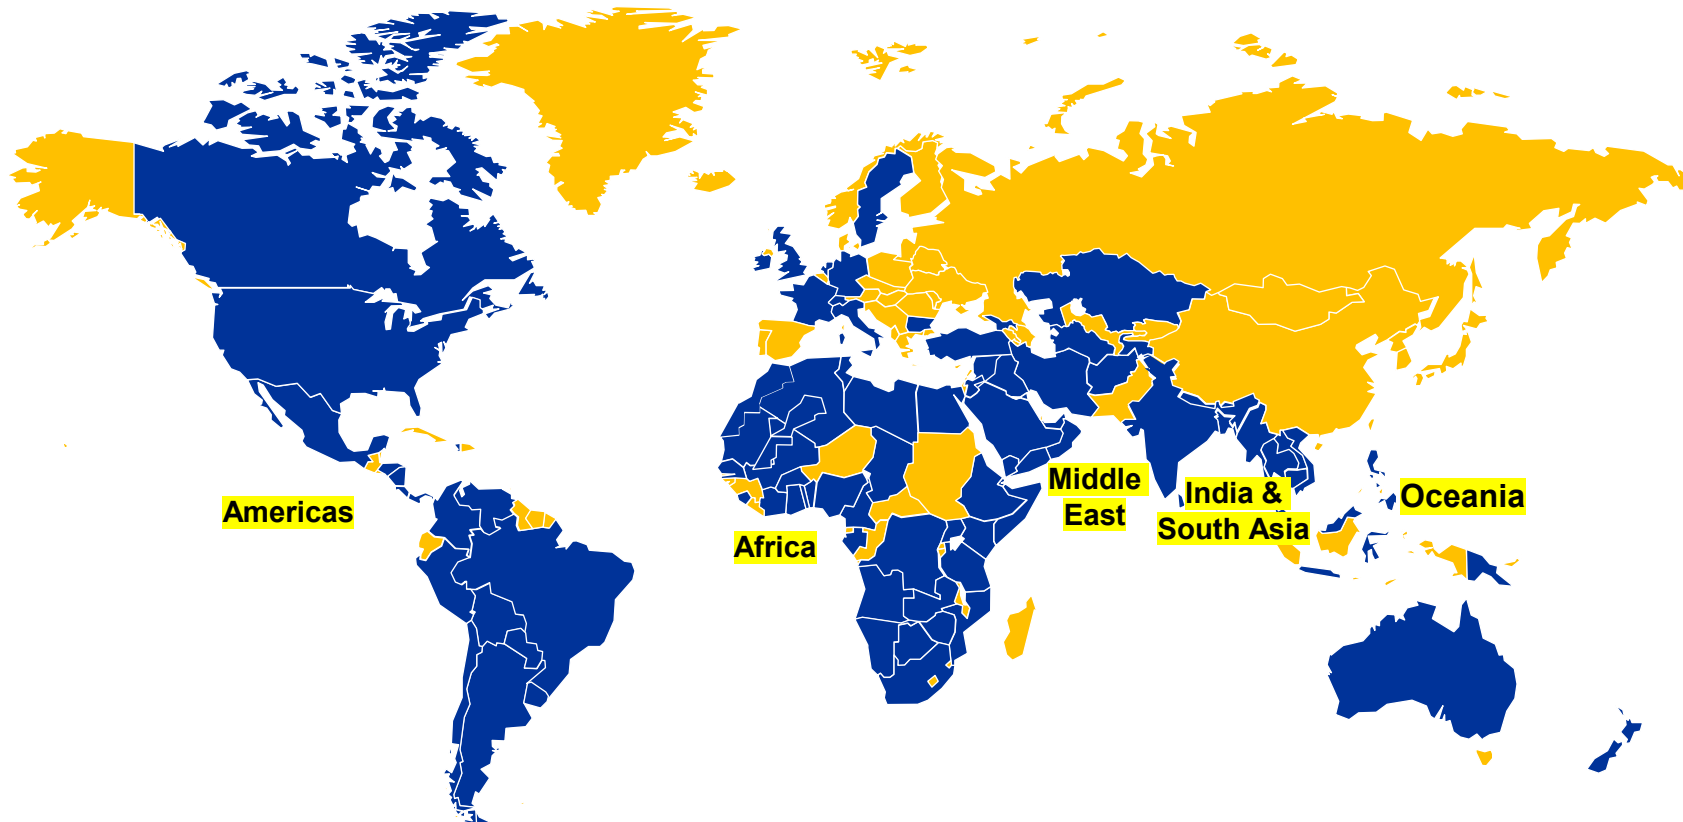 Americas
Africa
Middle
East
India &
South Asia
Oceania